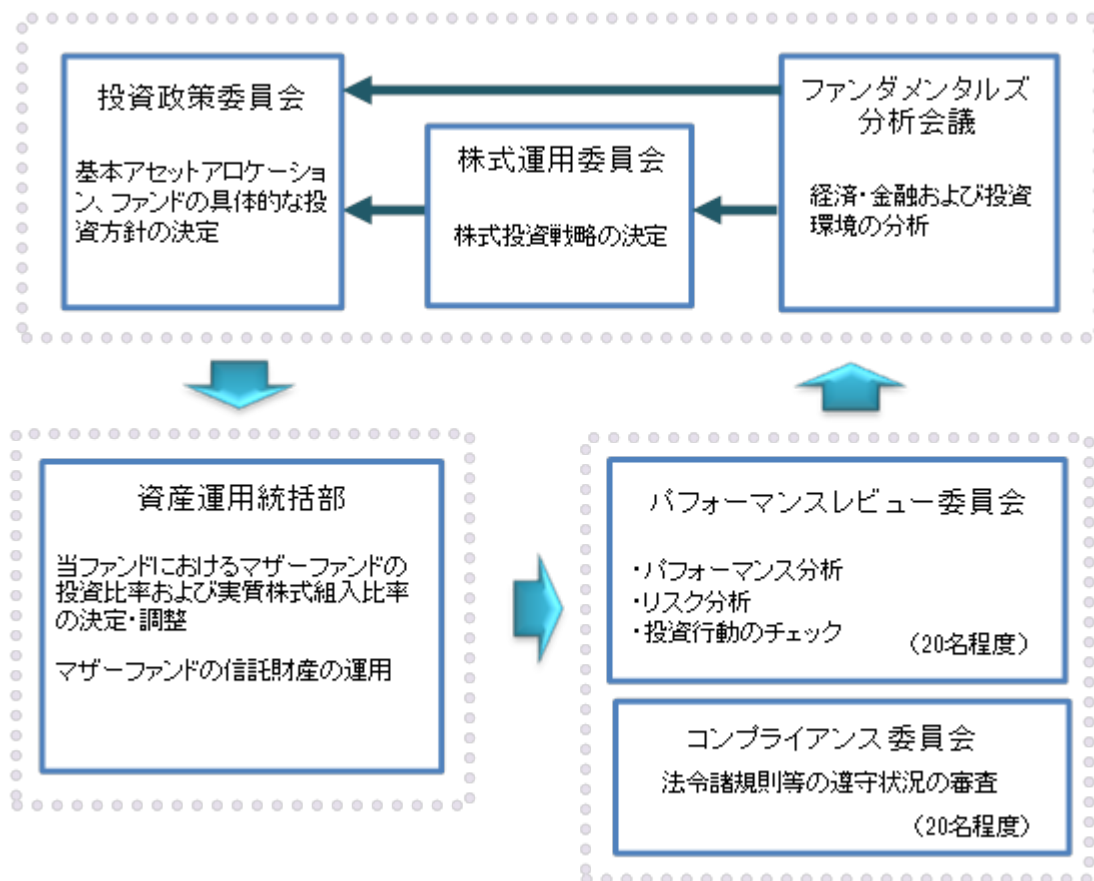 投資政策委員会
基本アセットアロケーショ
ン、ファンドの具体的な投
資方針の決定
株式運用委員会
株式投資戦略の決定
ファンダメンタルズ
分析会議
経済・金融および投資
環境の分析
資産運用統括部
当ファンドにおけるマザーファンドの
投資比率および実質株式組入比率
の決定・調整
マザーファンドの信託財産の運用
パフォーマンスレビュー委員会
・パフォーマンス分析
・リスク分析
・投資行動のチェック
（20名程度）
コンプライアンス委員会
法令諸規則等の遵守状況の審査
（20名程度）